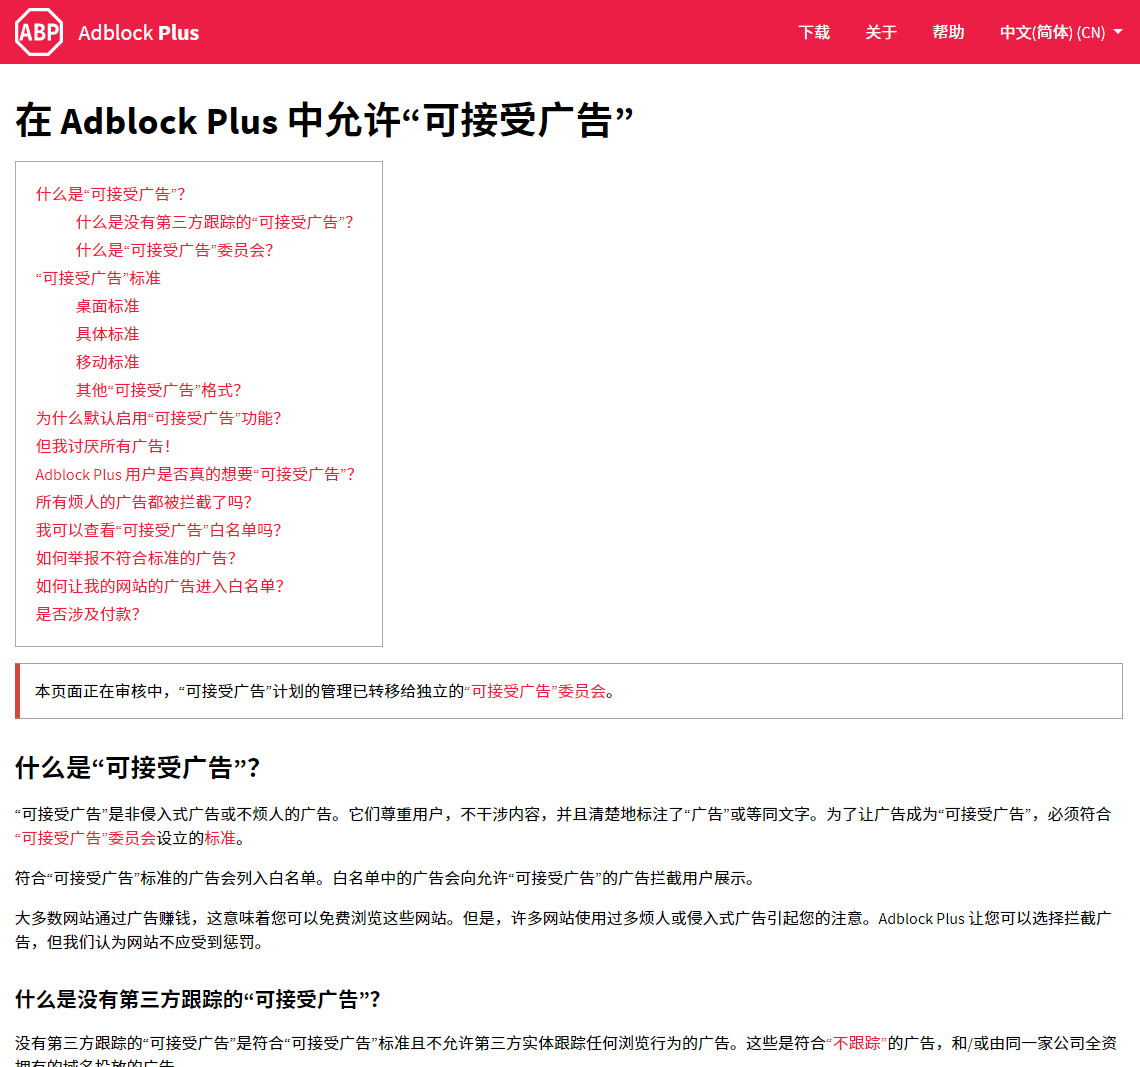 ABP Adblock Plus 下载 关于 帮助 中文(简体) (CN)
在 Adblock Plus 中允许“可接受广告”
什么是“可接受广告”？
什么是没有第三方跟踪的“可接受广告”？
什么是“可接受广告”委员会？
“可接受广告”标准
桌面标准
具体标准
移动标准
其他“可接受广告”格式？
为什么默认启用“可接受广告”功能？
但我讨厌所有广告！
Adblock Plus 用户是否真的想要“可接受广告”？
所有烦人的广告都被拦截了吗？
我可以查看“可接受广告”白名单吗？
如何举报不符合标准的广告？
如何让我的网站的广告进入白名单？
是否涉及付款？
本页面正在审核中，“可接受广告”计划的管理已转移给独立的“可接受广告”委员会。
什么是“可接受广告”？
“可接受广告”是非侵入式广告或不烦人的广告。它们尊重用户，不干涉内容，并且清楚地标注了“广告”或等同文字。为了让广告成为“可接受广告”，必须符合
“可接受广告”委员会设立的标准。
符合“可接受广告”标准的广告会列入白名单。白名单中的广告会向允许“可接受广告”的广告拦截用户展示。
大多数网站通过广告赚钱，这意味着您可以免费浏览这些网站。但是，许多网站使用过多烦人或侵入式广告引起您的注意。Adblock Plus 让您可以选择拦截广
告，但我们认为网站不应受到惩罚。
什么是没有第三方跟踪的“可接受广告”？
没有第三方跟踪的“可接受广告”是符合“可接受广告”标准且不允许第三方实体跟踪任何浏览行为的广告。这些是符合“不跟踪”的广告，和/或由同一家公司全资
拥有的域名投放的广告。